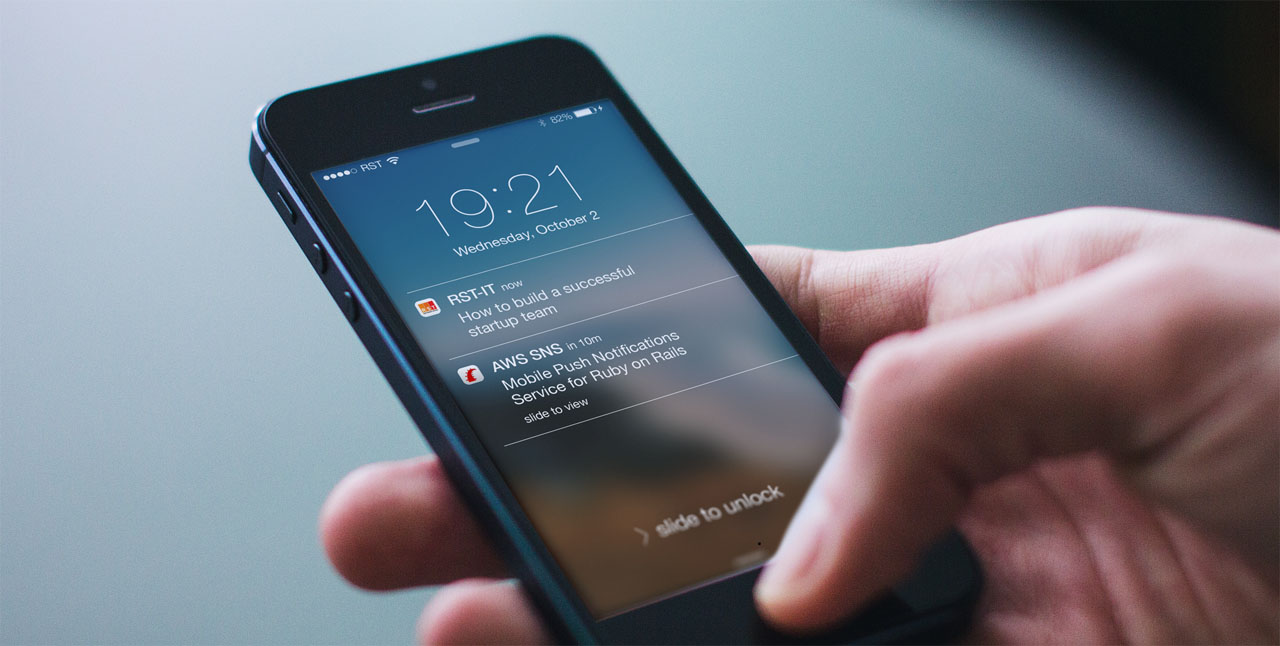 RST 82%
19:21
Wednesday, October 2
RST-IT now
How to build a successful
startup team
AWS SNS in 10m
Mobile Push Notifications
Service for Ruby on Rails
slide to view
slide to unlock